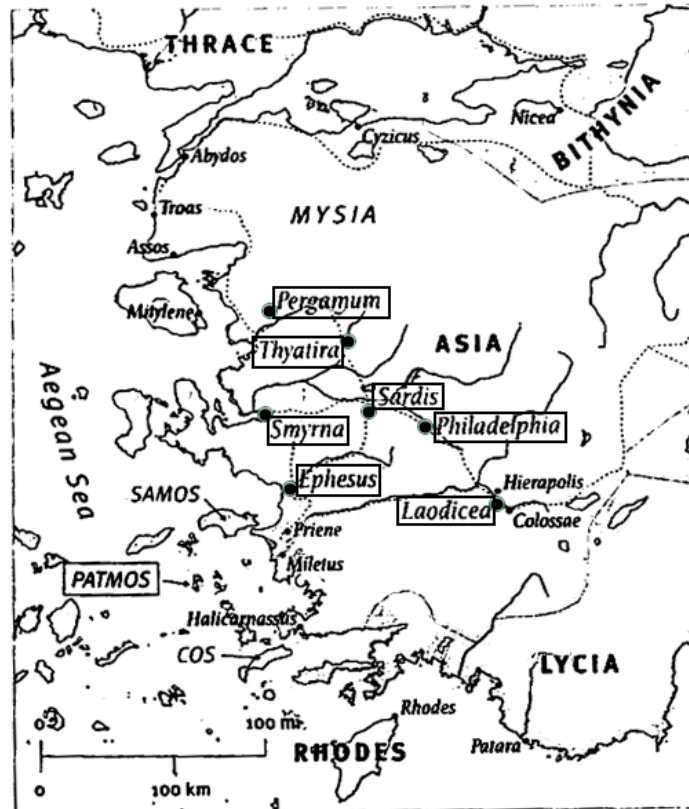 THRACE
Nicea
BITHYNIA
Cyzicus
Abydos
Troas
MYSIA
Assos
Mitylene
Pergamum
Thyatira
ASIA
Aegean Sea
Sardis
Smyrna
Philadelphia
Ephesus
Hierapolis
SAMOS
Laodicea
Colossae
Priene
Miletus
PATMOS
Halicarnassus
COS
LYCIA
Rhodes
0 100 mi
RHODES
Patara
0 100 km